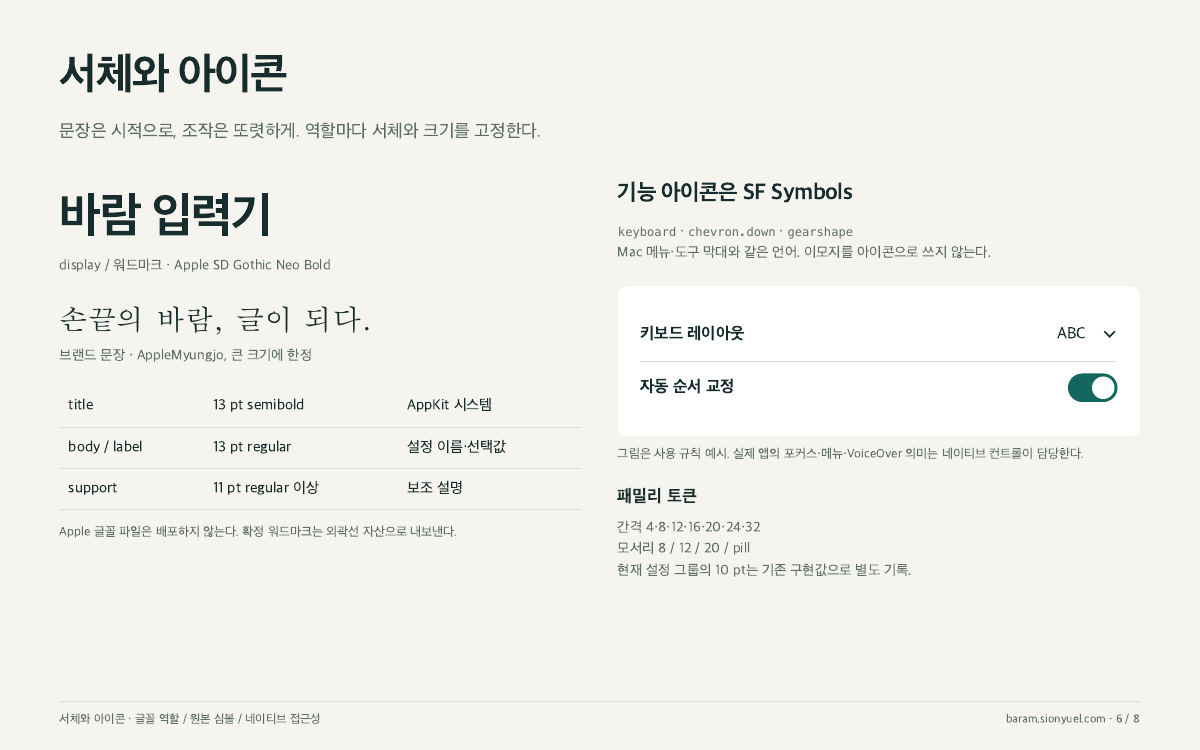 서체와 아이콘
문장은 시적으로, 조작은 또렷하게. 역할마다 서체와 크기를 고정한다.
바람 입력기
display / 워드마크 · Apple SD Gothic Neo Bold
손끝의 바람, 글이 되다.
브랜드 문장 · AppleMyungjo, 큰 크기에 한정
title 13 pt semibold AppKit 시스템
body / label 13 pt regular 설정 이름·선택값
support 11 pt regular 이상 보조 설명
Apple 글꼴 파일은 배포하지 않는다. 확정 워드마크는 외곽선 자산으로 내보낸다.
기능 아이콘은 SF Symbols
keyboard · chevron.down · gearshape
Mac 메뉴·도구 막대와 같은 언어. 이모지를 아이콘으로 쓰지 않는다.
키보드 레이아웃 ABC
자동 순서 교정
그림은 사용 규칙 예시. 실제 앱의 포커스·메뉴·VoiceOver 의미는 네이티브 컨트롤이 담당한다.
패밀리 토큰
간격 4·8·12·16·20·24·32
모서리 8 / 12 / 20 / pill
현재 설정 그룹의 10 pt는 기존 구현값으로 별도 기록.
서체와 아이콘 · 글꼴 역할 / 원본 심볼 / 네이티브 접근성
baram.sionyuel.com · 6 / 8